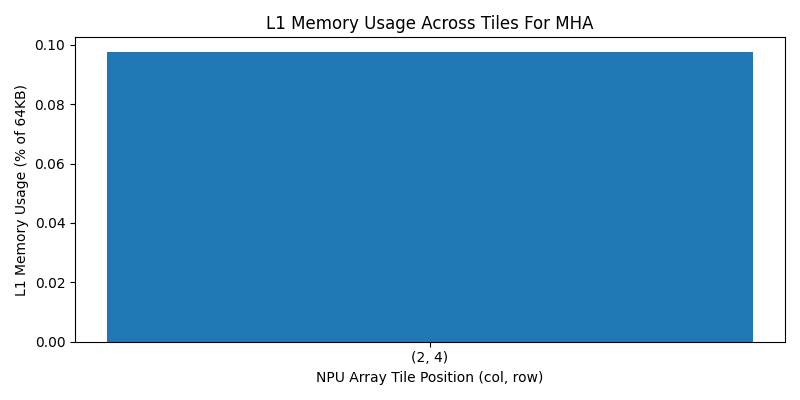 L1 Memory Usage Across Tiles For MHA
L1 Memory Usage (% of 64KB)
0.10
0.08
0.06
0.04
0.02
0.00
(2, 4)
NPU Array Tile Position (col, row)